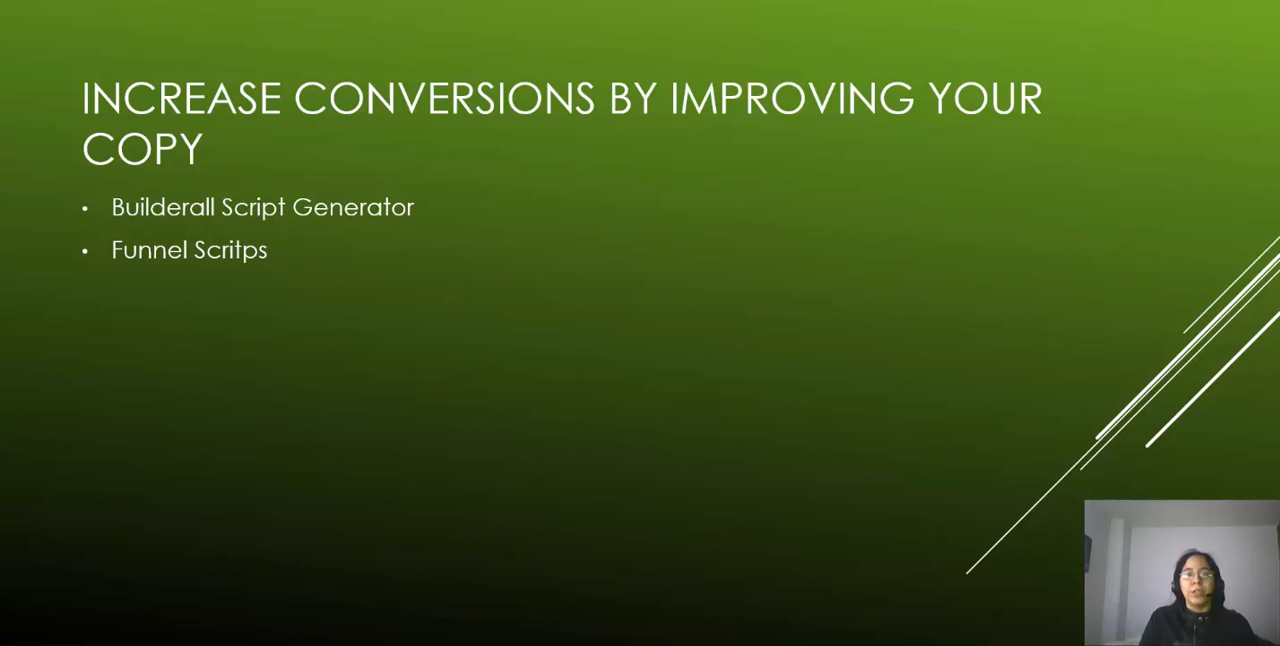 INCREASE CONVERSIONS BY IMPROVING YOUR
COPY
• Builderall Script Generator
• Funnel Scritps